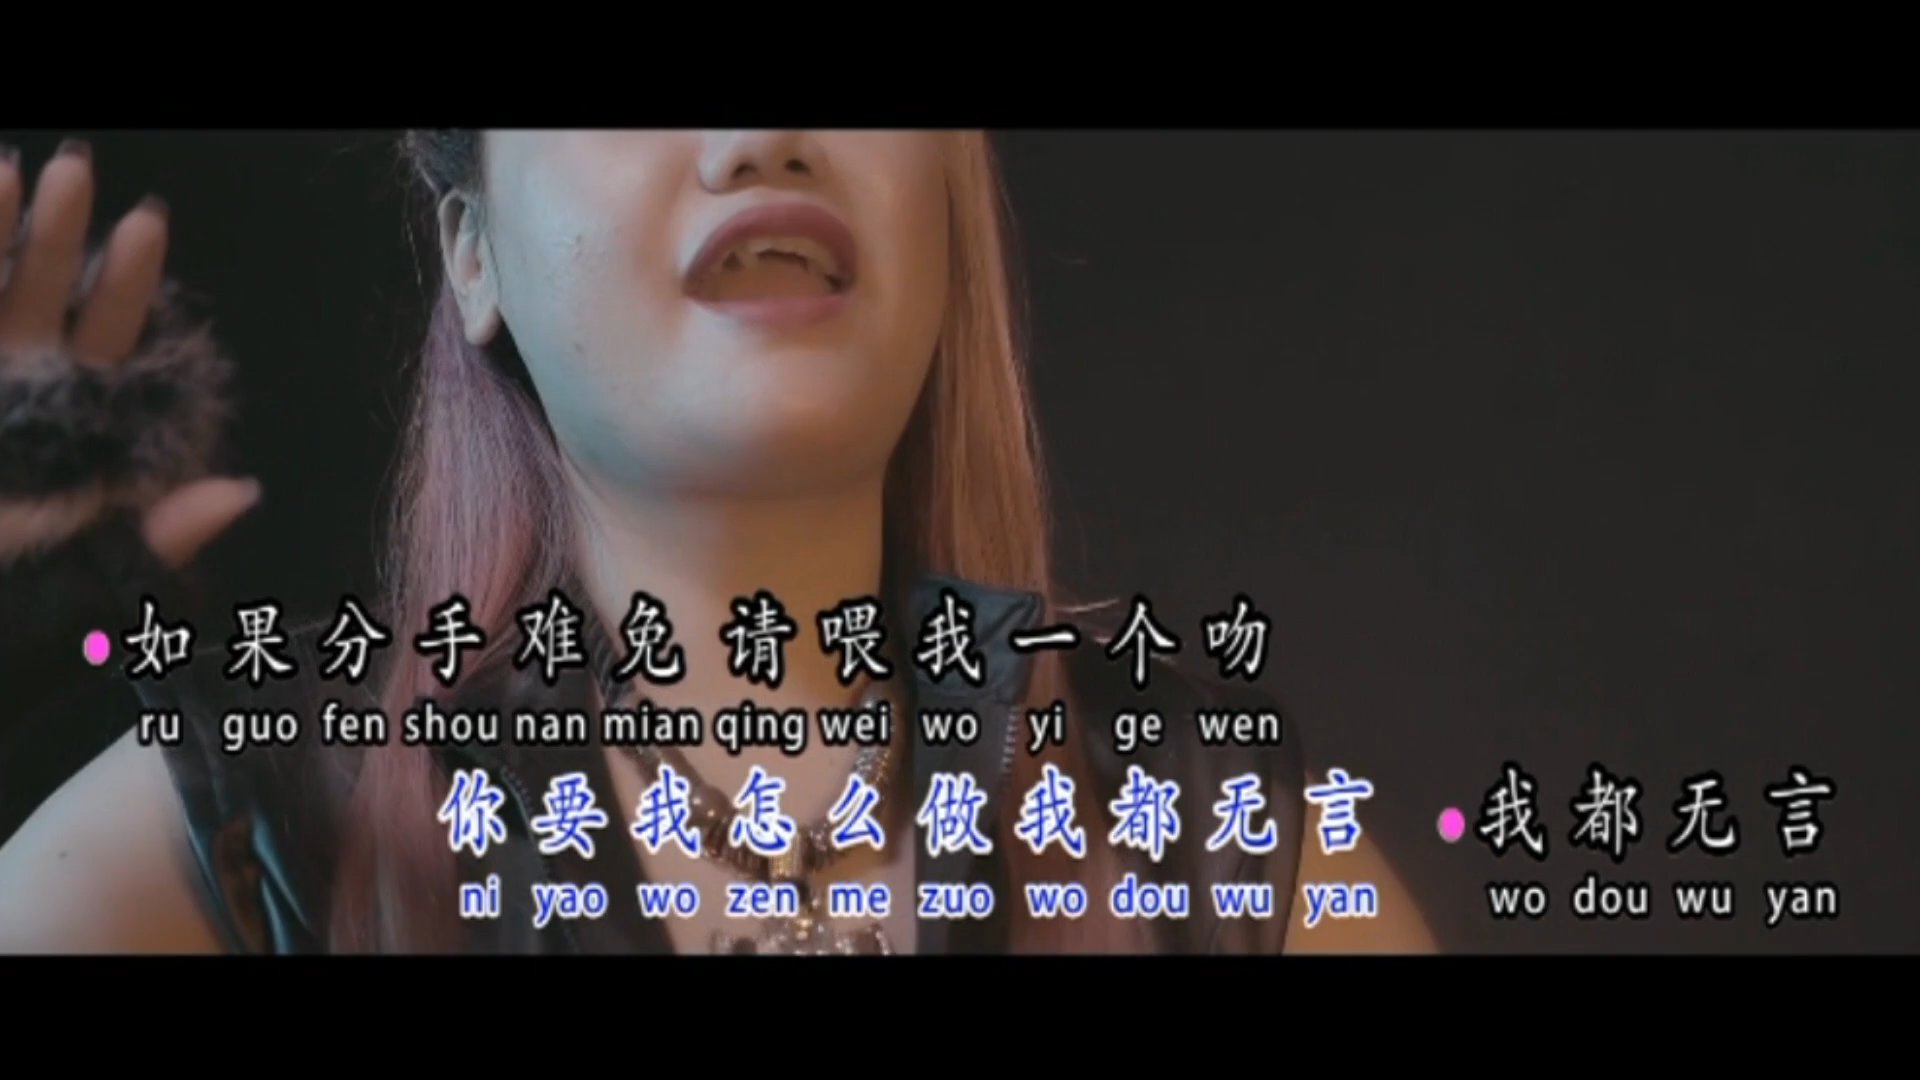 如果分手难免请喂我一个吻
ru guo fen shou nan mian qing wei wo yi ge wen
你要我怎么做我都无言 我都无言
ni yao wo zen me zuo wo dou wu yan wo dou wu yan